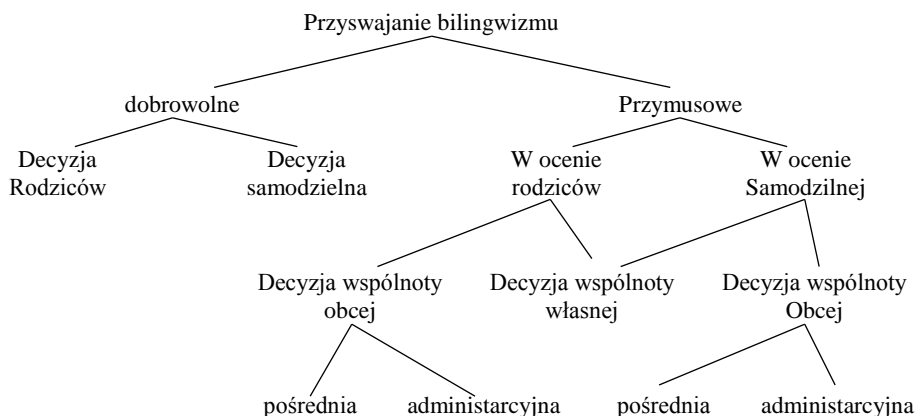 Przyswajanie bilingwizmu
dobrowolne Przymusowe
Decyzja Decyzja W ocenie W ocenie
Rodziców samodzielna rodziców Samodzilnej
Decyzja wspólnoty Decyzja wspólnoty Decyzja wspólnoty
obcej własnej Obcej
pośrednia administarcyjna pośrednia administarcyjna